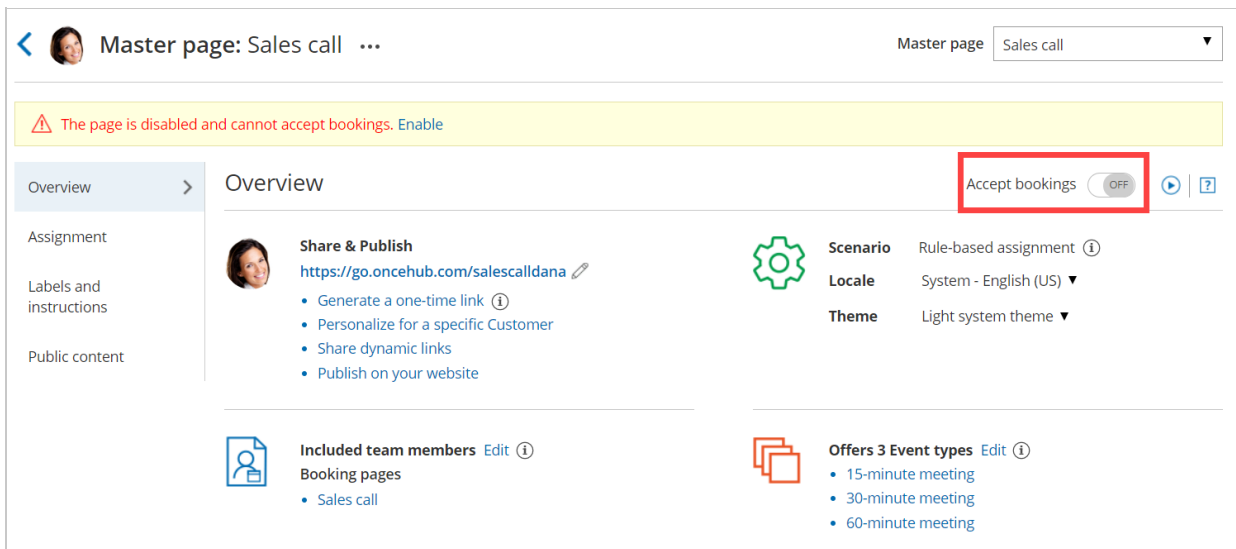 Master page: Sales call ...
Master page
Sales call
The page is disabled and cannot accept bookings. Enable
Overview
Assignment
Labels and
instructions
Public content
Overview
Accept bookings OFF
?
Share & Publish
https://go.oncehub.com/salescalldana
Generate a one-time link i
Personalize for a specific Customer
Share dynamic links
Publish on your website
Scenario Rule-based assignment i
Locale System - English (US)
Theme Light system theme
Included team members Edit i
Booking pages
Sales call
Offers 3 Event types Edit i
15-minute meeting
30-minute meeting
60-minute meeting